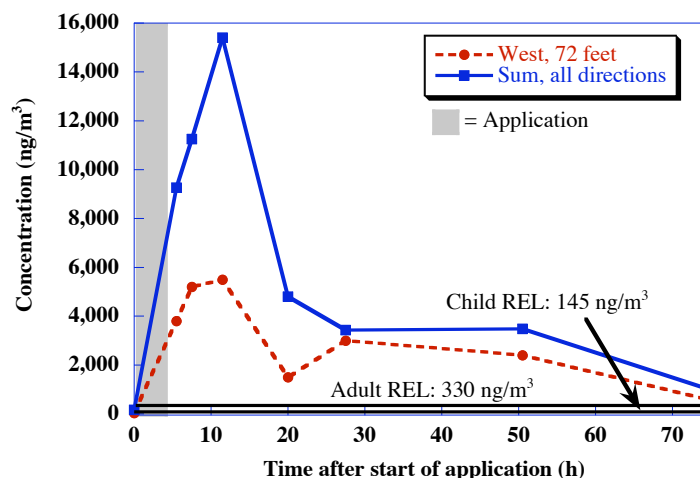 16,000
14,000
12,000
10,000
8,000
6,000
4,000
2,000
0
Concentration (ng/m³)
West, 72 feet
Sum, all directions
= Application
Child REL: 145 ng/m³
Adult REL: 330 ng/m³
0 10 20 30 40 50 60 70
Time after start of application (h)